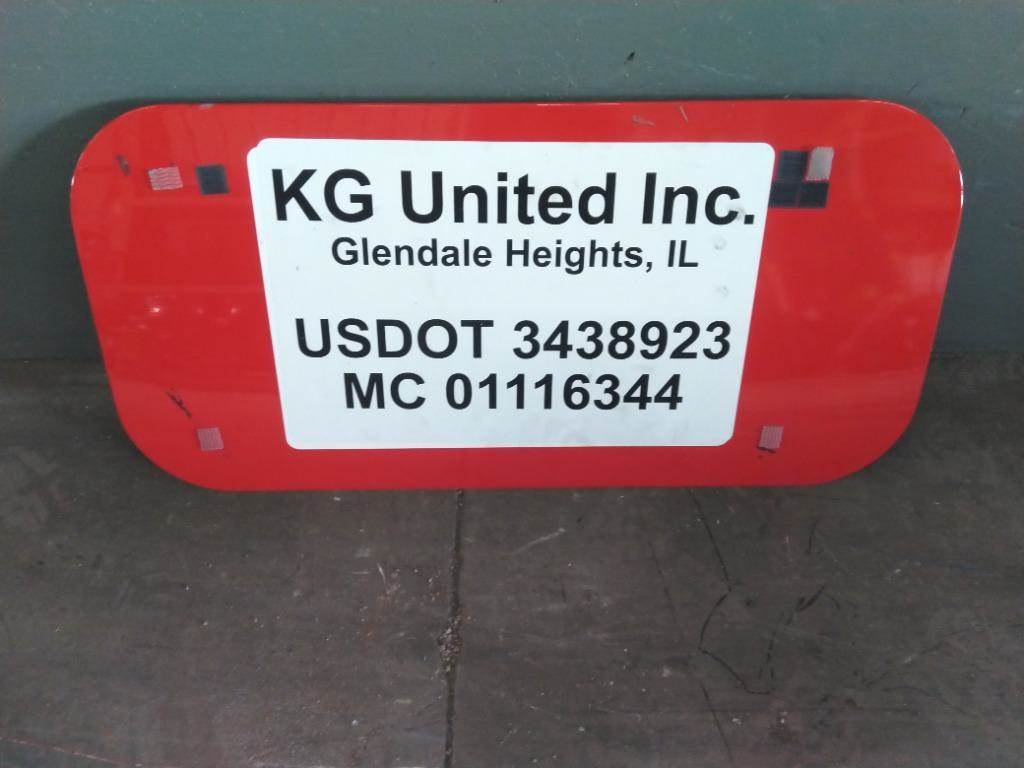 KG United Inc.
Glendale Heights, IL
USDOT 3438923
MC 01116344